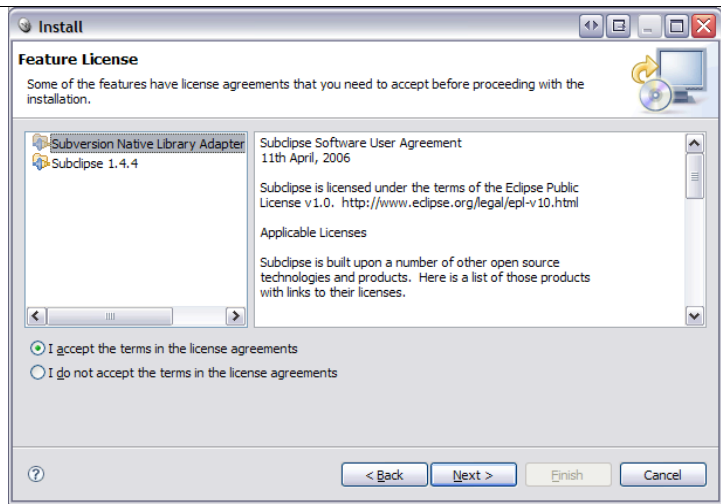 Install
Feature License
Some of the features have license agreements that you need to accept before proceeding with the
installation.
Subversion Native Library Adapter
Subclipse 1.4.4
Subclipse Software User Agreement
11th April, 2006
Subclipse is licensed under the terms of the Eclipse Public
License v1.0.  http://www.eclipse.org/legal/epl-v10.html
Applicable Licenses
Subclipse is built upon a number of other open source
technologies and products.  Here is a list of those products
with links to their licenses.
I accept the terms in the license agreements
I do not accept the terms in the license agreements
?
< Back
Next >
Finish
Cancel